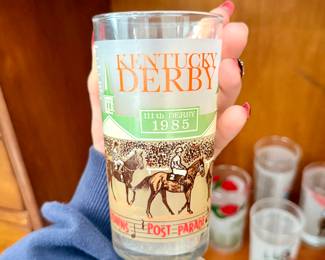 KENTUCKY
DERBY
111th DERBY
1985
POST-PARADE